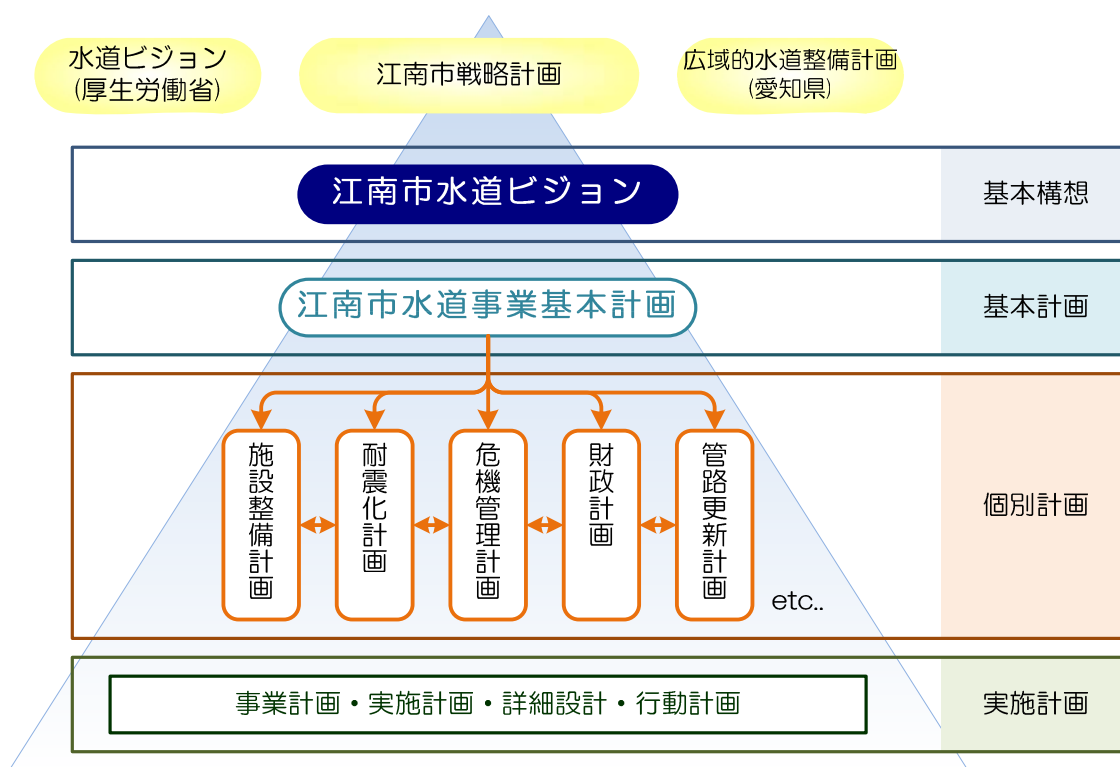 水道ビジョン
(厚生労働省)
江南市戦略計画
広域的水道整備計画
(愛知県)
江南市水道ビジョン
基本構想
江南市水道事業基本計画
基本計画
施設整備計画
耐震化計画
危機管理計画
財政計画
管路更新計画
etc..
個別計画
事業計画・実施計画・詳細設計・行動計画
実施計画